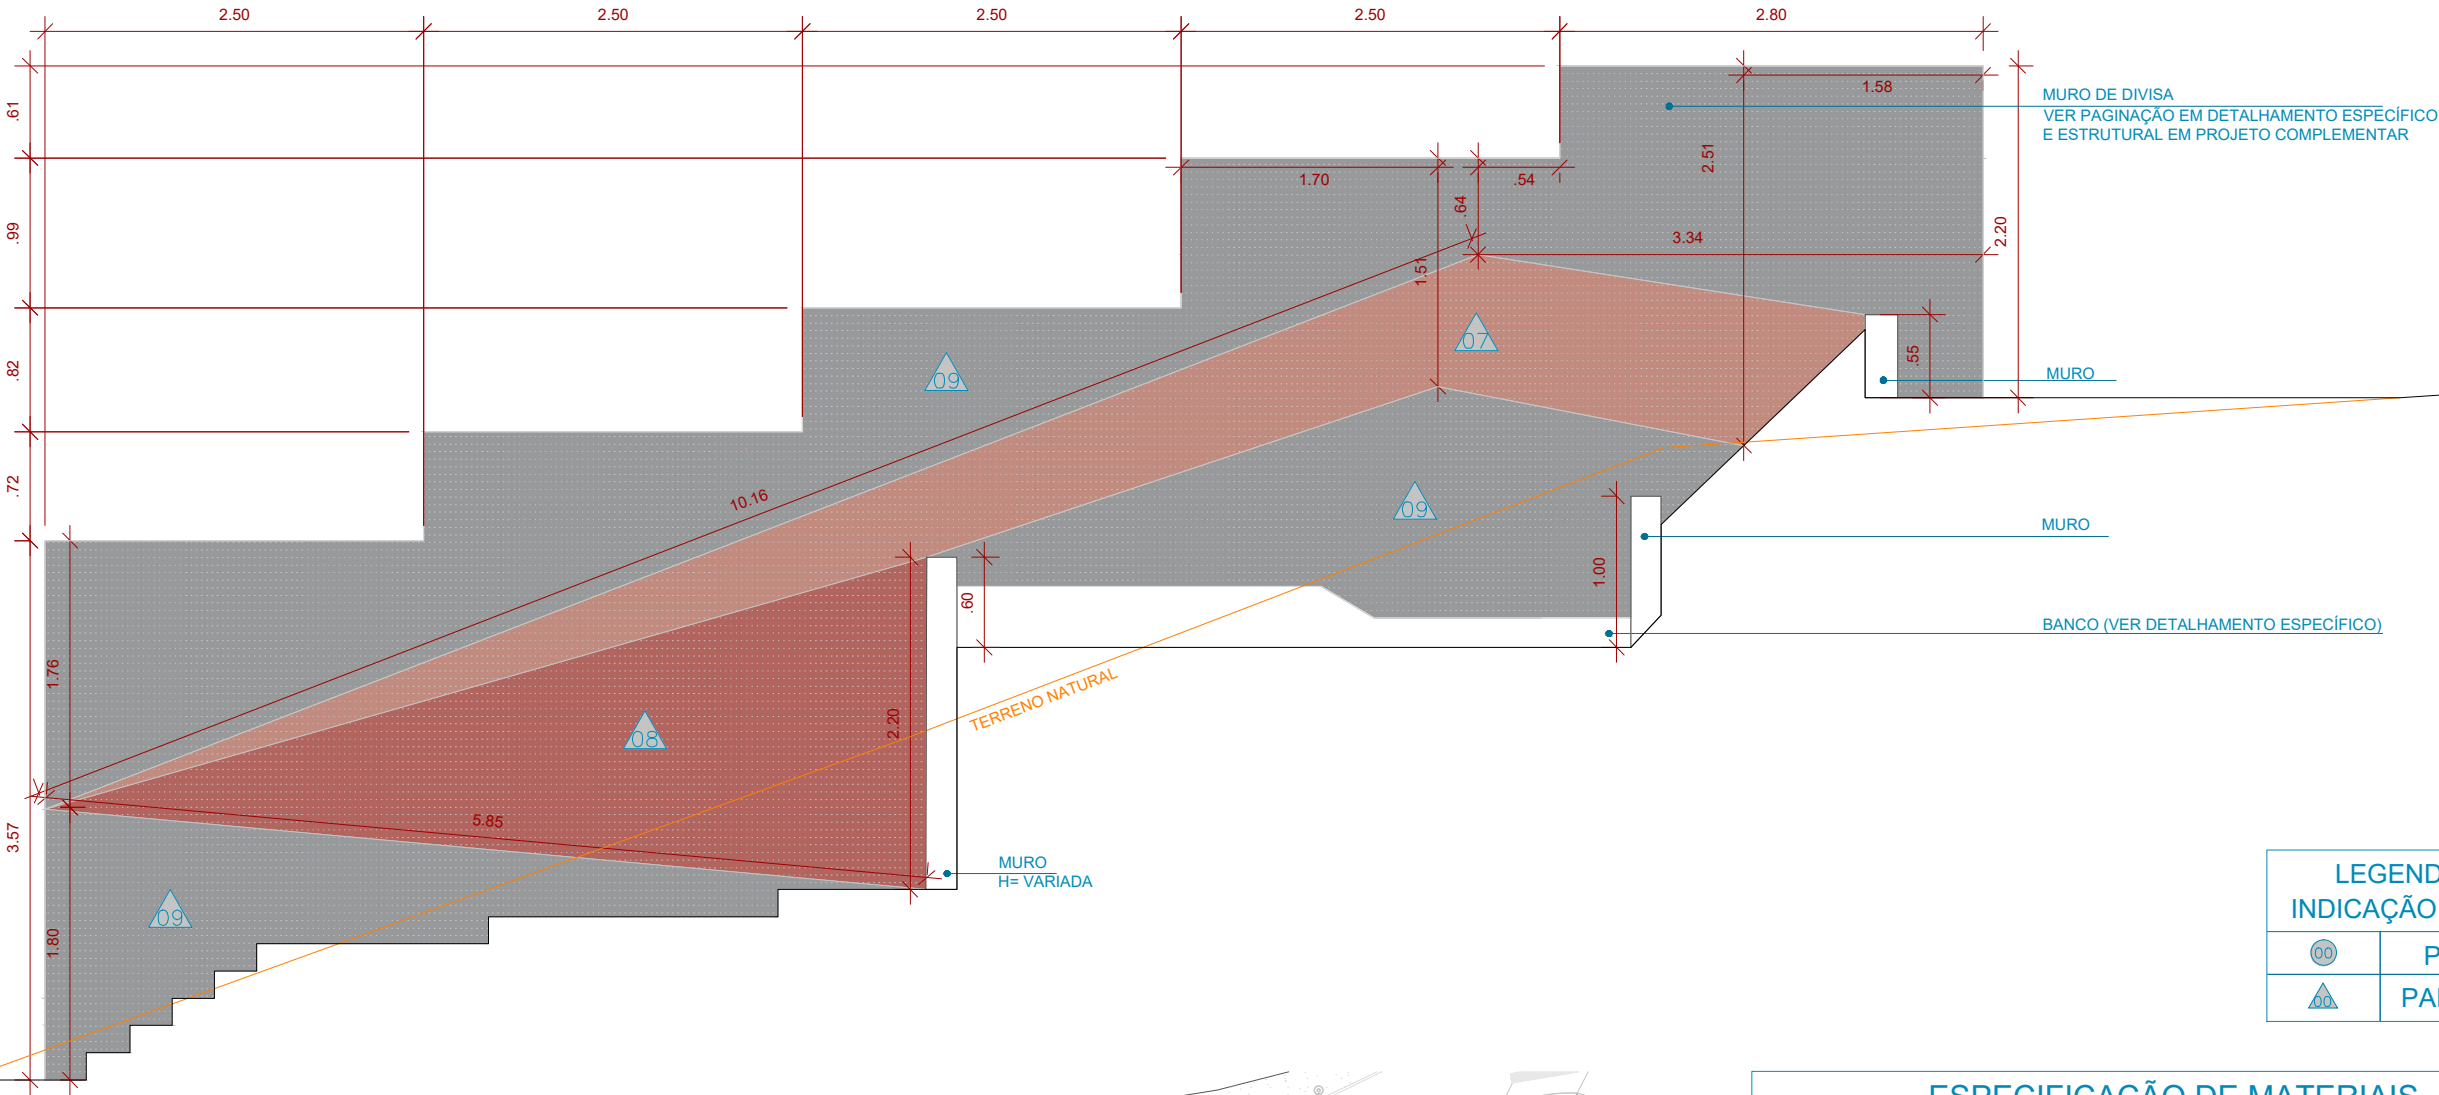 2.50
2.50
2.50
2.50
2.80
.61
1.58
MURO DE DIVISA
VER PAGINAÇÃO EM DETALHAMENTO ESPECÍFICO
E ESTRUTURAL EM PROJETO COMPLEMENTAR
2.51
1.70
.54
.64
.99
3.34
2.20
1.51
07
.55
09
.82
MURO
.72
10.16
09
MURO
1.00
.60
BANCO (VER DETALHAMENTO ESPECÍFICO)
1.76
TERRENO NATURAL
2.20
08
5.85
3.57
MURO
H= VARIADA
09
1.80
LEGEND
INDICAÇÃO
00
P
00
PA
ESPECIFICAÇÃO DE MATERIAIS